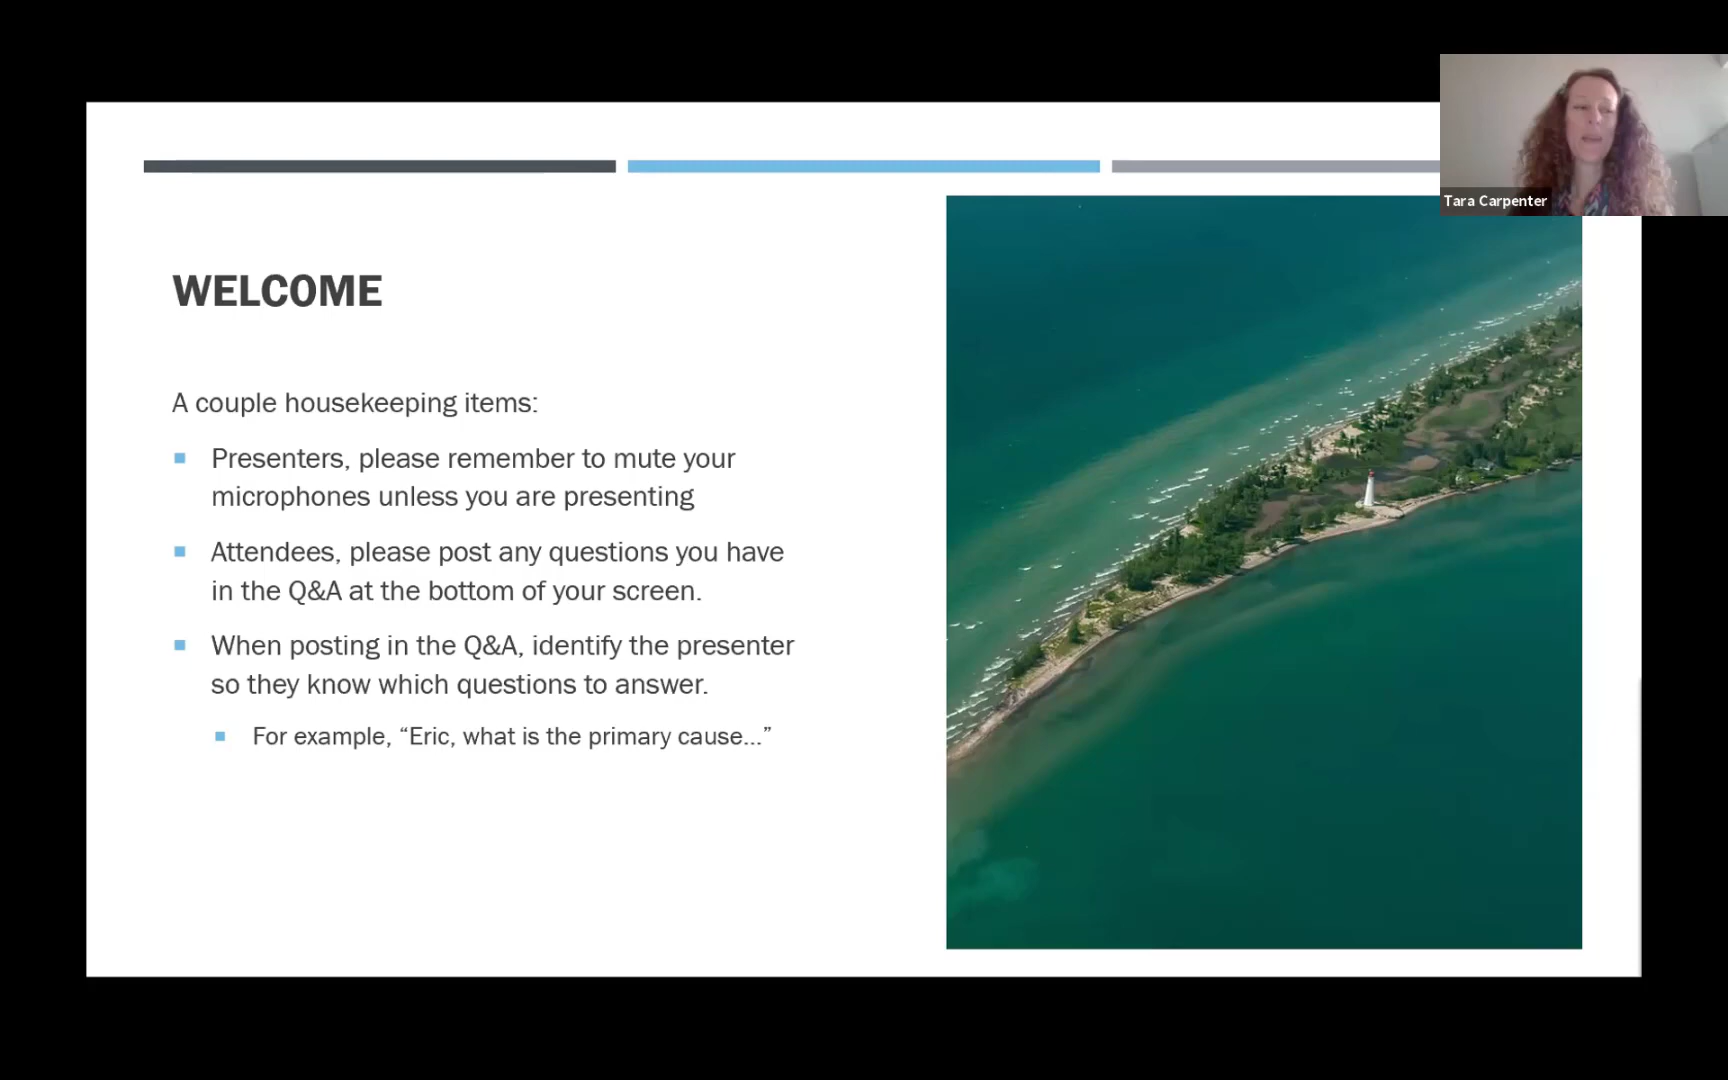 Tara Carpenter
WELCOME
A couple housekeeping items:
Presenters, please remember to mute your
microphones unless you are presenting
Attendees, please post any questions you have
in the Q&A at the bottom of your screen.
When posting in the Q&A, identify the presenter
so they know which questions to answer.
For example, “Eric, what is the primary cause...”